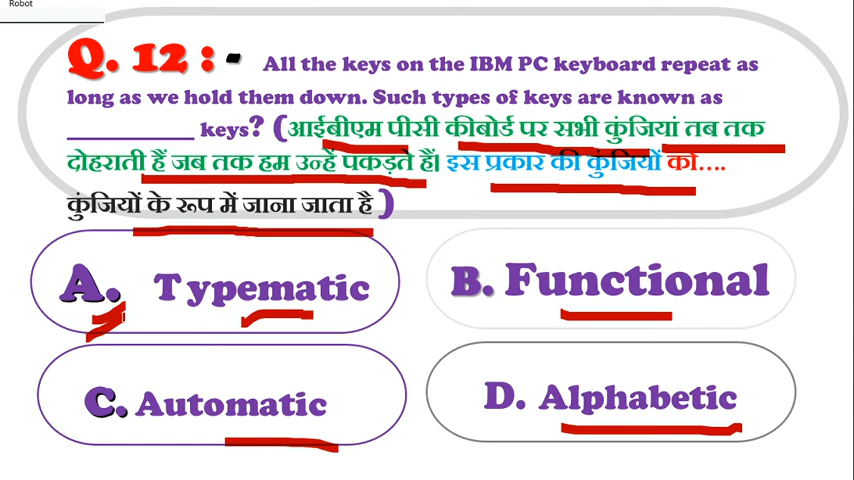 Robot
Q. 12 : - All the keys on the IBM PC keyboard repeat as
long as we hold them down. Such types of keys are known as
____________ keys? (आईबीएम पीसी कीबोर्ड पर सभी कुंजियां तब तक
दोहराती हैं जब तक हम उन्हें पकड़ते हैं। इस प्रकार की कुंजियों को....
कुंजियों के रूप में जाना जाता है )
A. Typematic
B. Functional
C. Automatic
D. Alphabetic